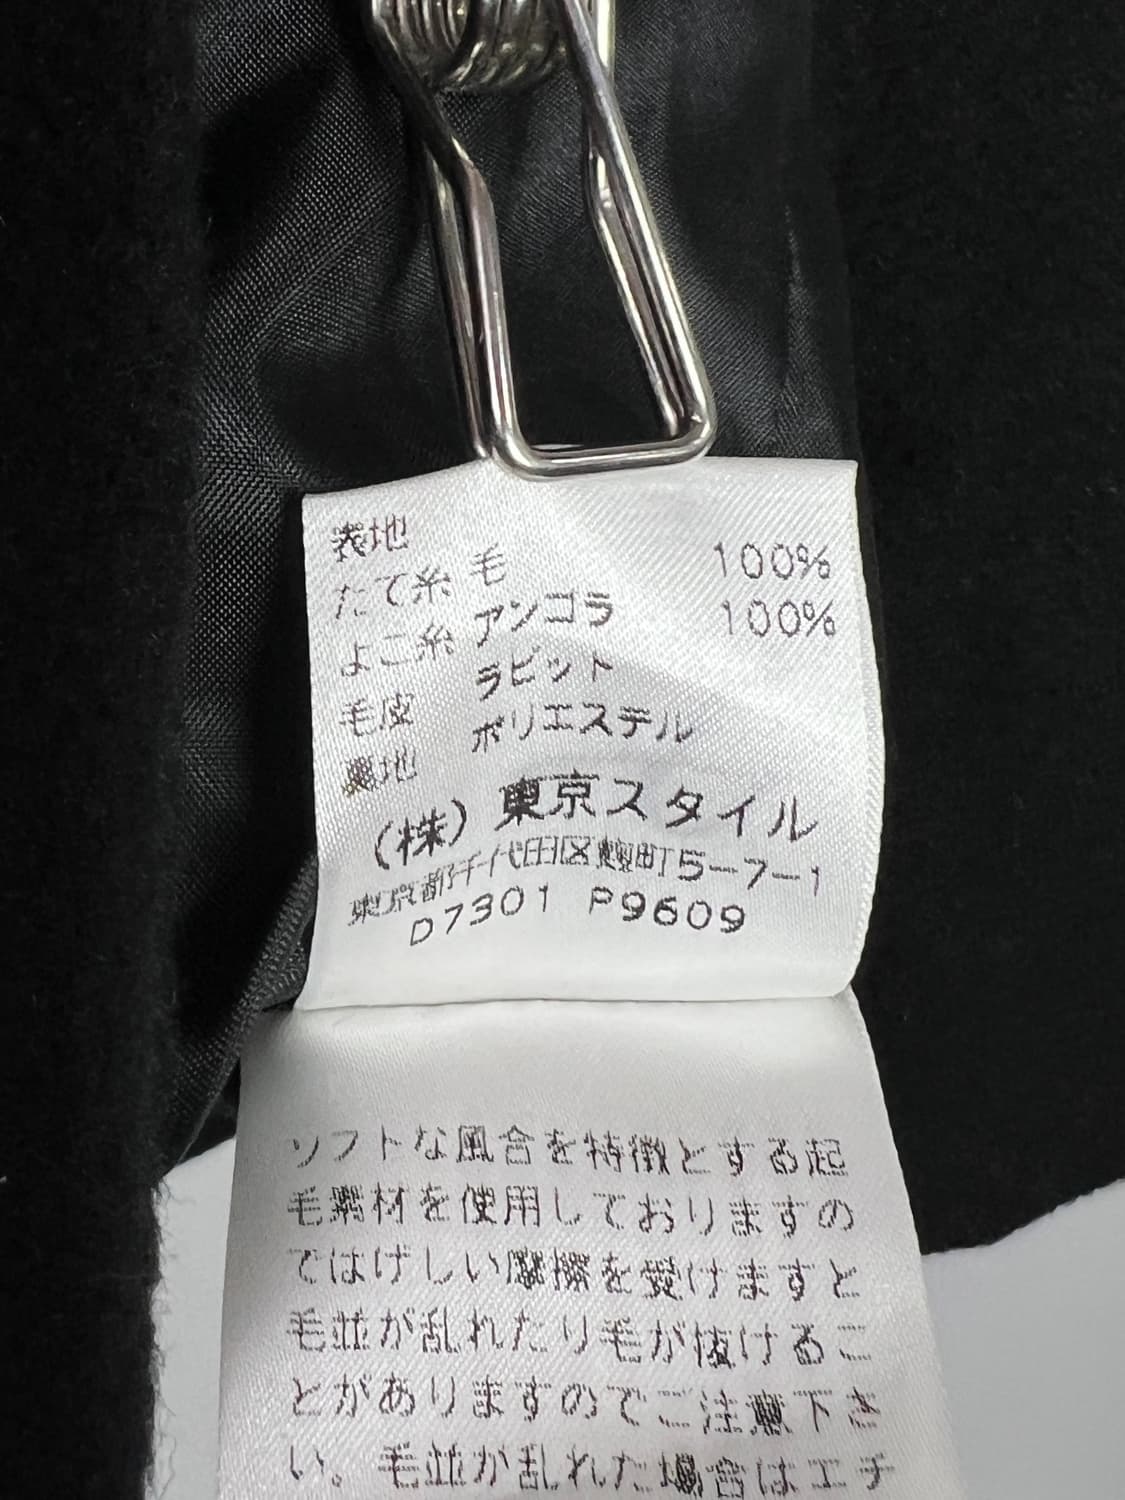 表地
たて糸 毛 100%
よこ糸 アンゴラ 100%
毛皮 ラビット
裏地 ポリエステル
(株)東京スタイル
東京都千代田区麹町5-7-1
D7301 P9609
ソフトな風合を特徴とする起
毛素材を使用しておりますの
ではげしい摩擦を受けますと
毛並が乱れたり毛が抜けるこ
とがありますのでご注意下さ
い。毛並が乱れた場合はエチ